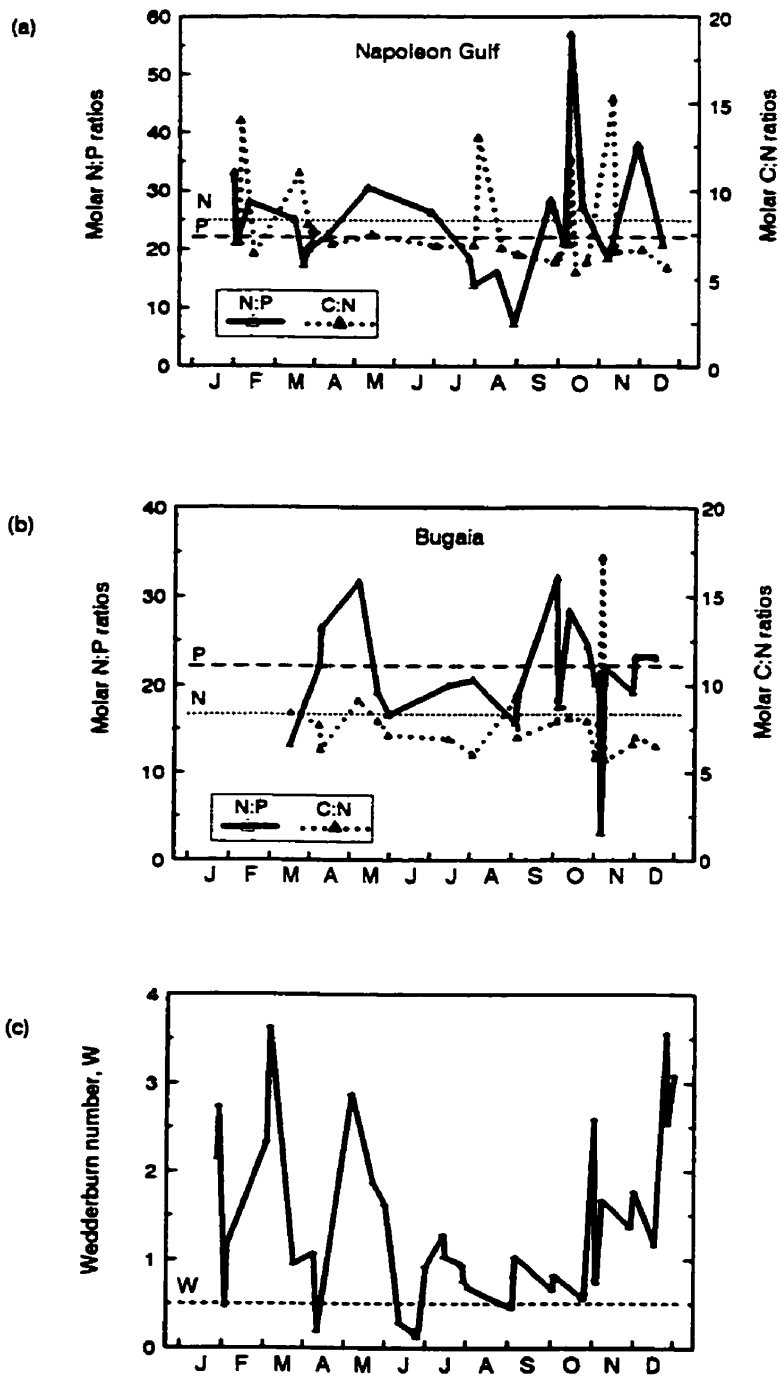 (a)
Napoleon Gulf
Molar N:P ratios
Molar C:N ratios
60
50
40
30
20
10
0
20
15
10
5
0
N
P
N:P C:N
J F M A M J J A S O N D
(b)
Bugaia
Molar N:P ratios
Molar C:N ratios
40
30
20
10
0
20
15
10
5
0
P
N
N:P C:N
J F M A M J J A S O N D
(c)
Wedderburn number, W
4
3
2
1
0
W
J F M A M J J A S O N D